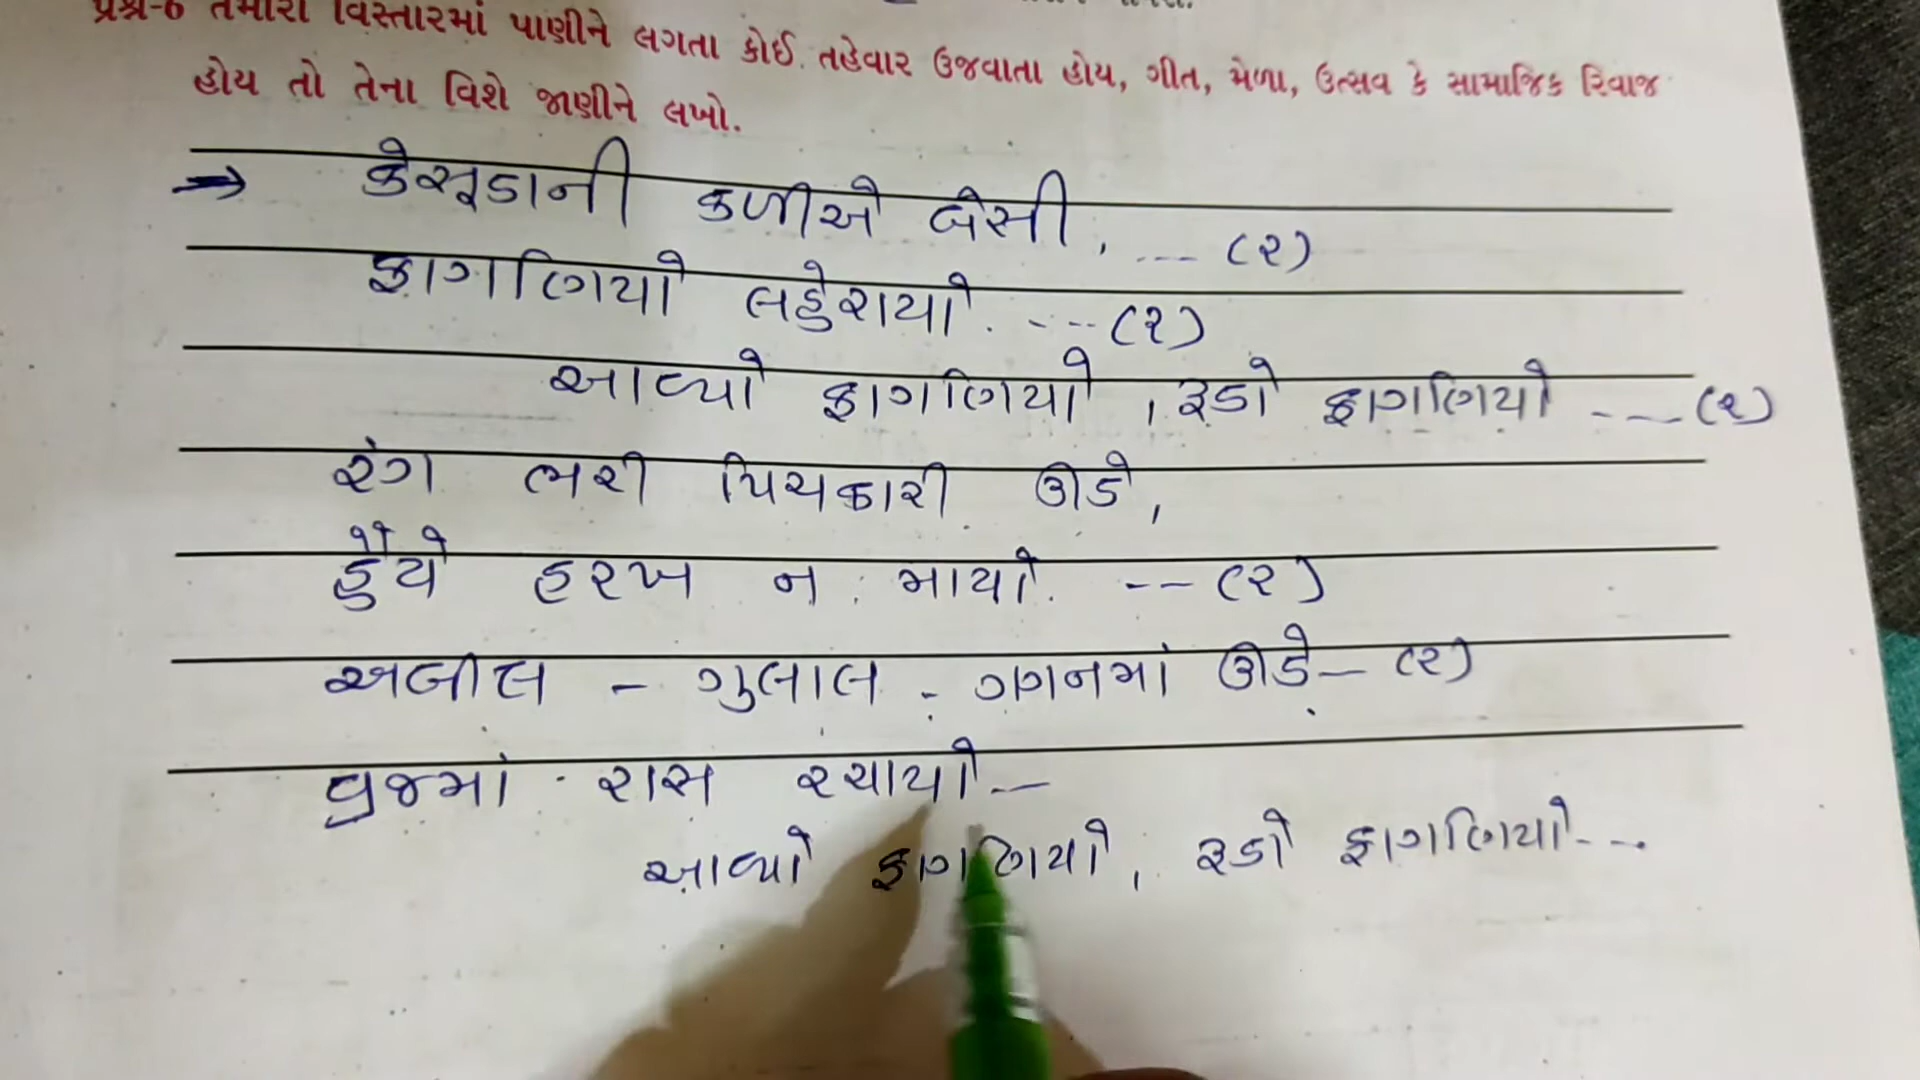 પ્રશ્ન-6 તમારા વિસ્તારમાં પાણીને લગતા કોઈ તહેવાર ઉજવાતા હોય, ગીત, મેળા, ઉત્સવ કે સામાજિક રિવાજ
હોય તો તેના વિશે જાણીને લખો.
→ કેસૂડાની કળીએ બેસી, --- (૨)
ફાગણિયો લહેરાયો. --- (૨)
આવ્યો ફાગણિયો, રૂડો ફાગણિયો --- (૨)
રંગ ભરી પિચકારી ઊડે,
હૈયે હરખ ન માયો. -- (૨)
અબીલ - ગુલાલ - ગગનમાં ઊડે - (૨)
વ્રજમાં રાસ રચાયો -
આવ્યો ફાગણિયો, રૂડો ફાગણિયો ---